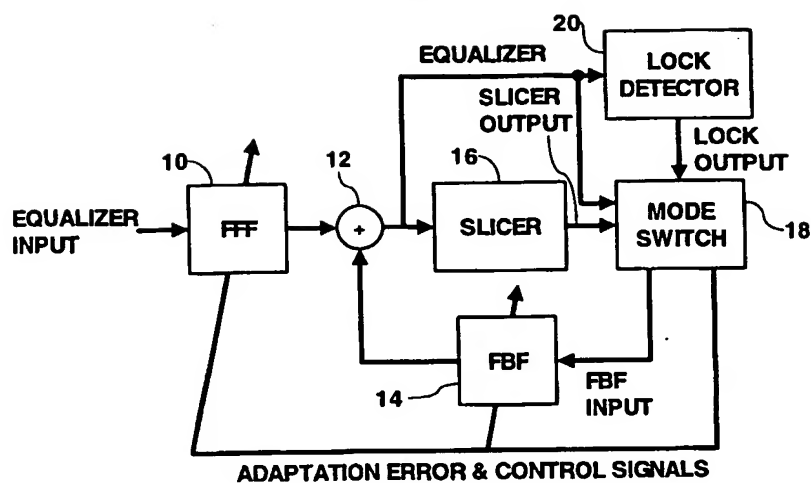 20
EQUALIZER
LOCK
DETECTOR
SLICER
OUTPUT
LOCK
OUTPUT
10
12
16
EQUALIZER
INPUT
FFF
+
SLICER
MODE
SWITCH
18
FBF
14
FBF
INPUT
ADAPTATION ERROR & CONTROL SIGNALS